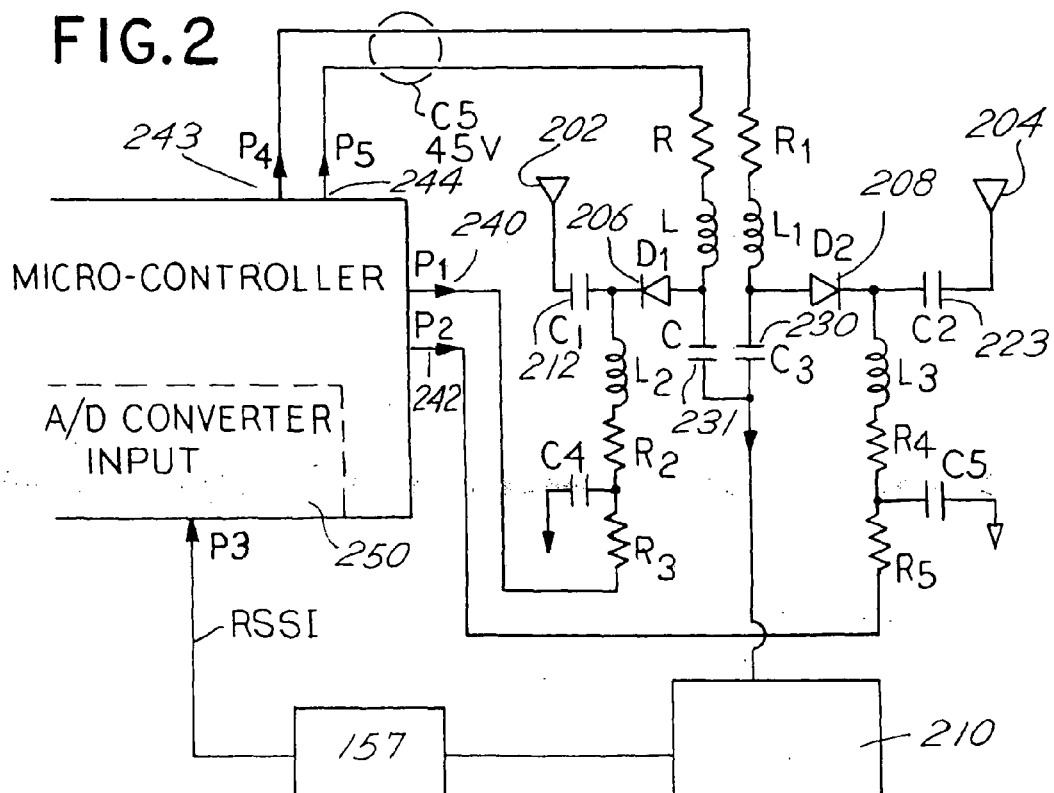 FIG.2
C5
45V
243
P4
P5
244
202
R
R1
204
208
240
206
L
L1
D1
D2
MICRO-CONTROLLER
P1
P2
242
C1
212
C
C3
230
C2
223
L2
231
L3
A/D CONVERTER
INPUT
C4
R2
R4
C5
P3
250
R3
R5
RSSI
157
210